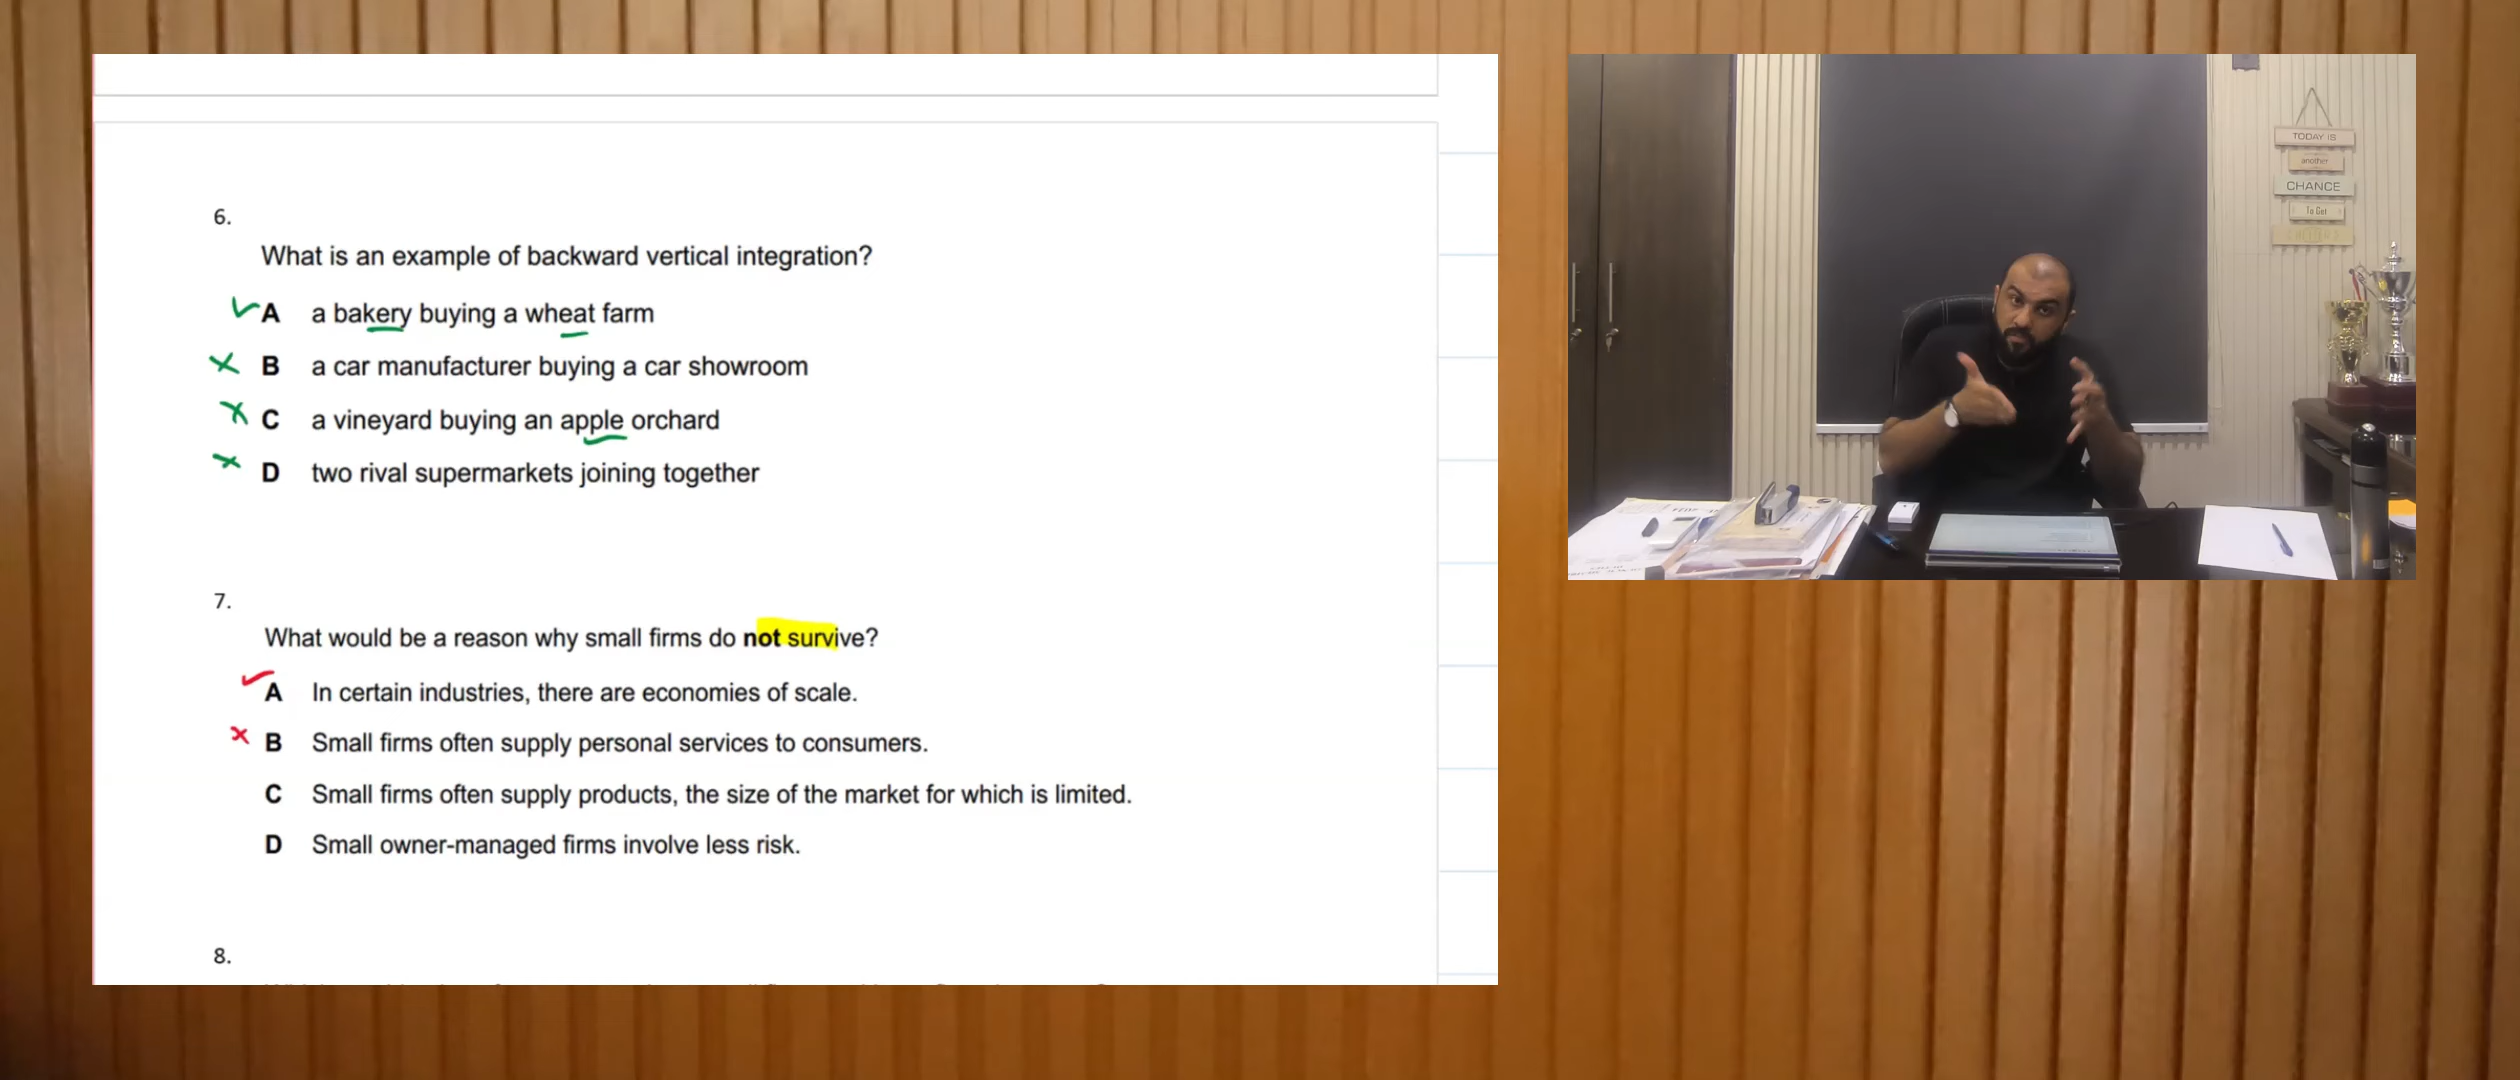 6.
What is an example of backward vertical integration?
A a bakery buying a wheat farm
B a car manufacturer buying a car showroom
C a vineyard buying an apple orchard
D two rival supermarkets joining together
7.
What would be a reason why small firms do not survive?
A In certain industries, there are economies of scale.
B Small firms often supply personal services to consumers.
C Small firms often supply products, the size of the market for which is limited.
D Small owner-managed firms involve less risk.
8.
TODAY IS
another
CHANCE
To Get